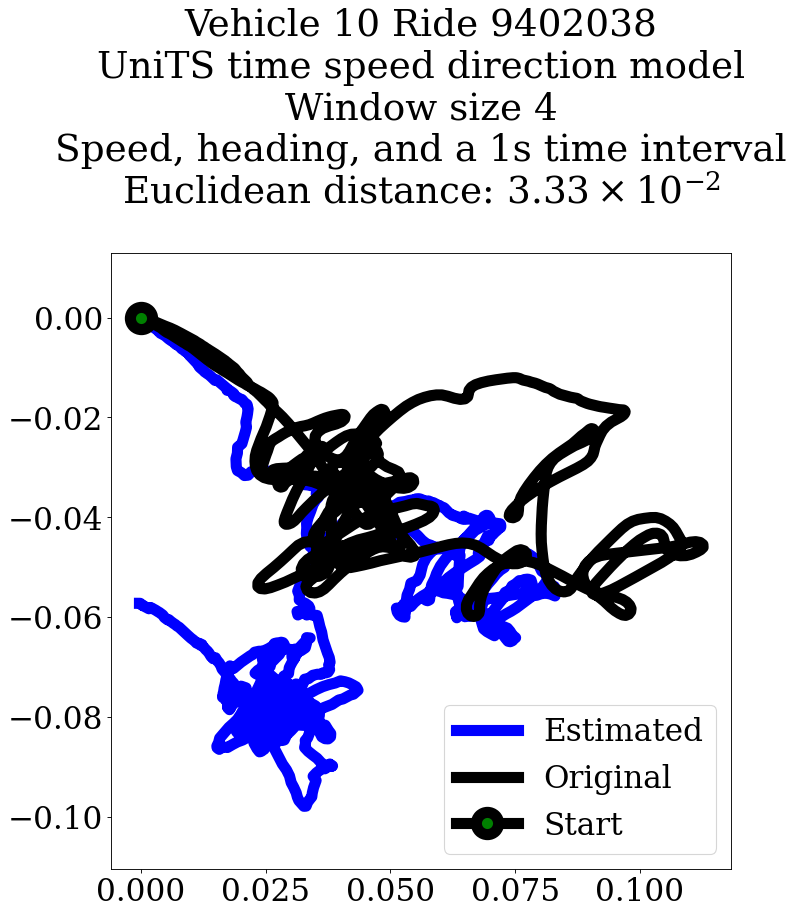 Vehicle 10 Ride 9402038
UniTS time speed direction model
Window size 4
Speed, heading, and a 1s time interval
Euclidean distance: 3.33 × 10⁻²
0.00
−0.02
−0.04
−0.06
−0.08
−0.10
Estimated
Original
Start
0.000 0.025 0.050 0.075 0.100